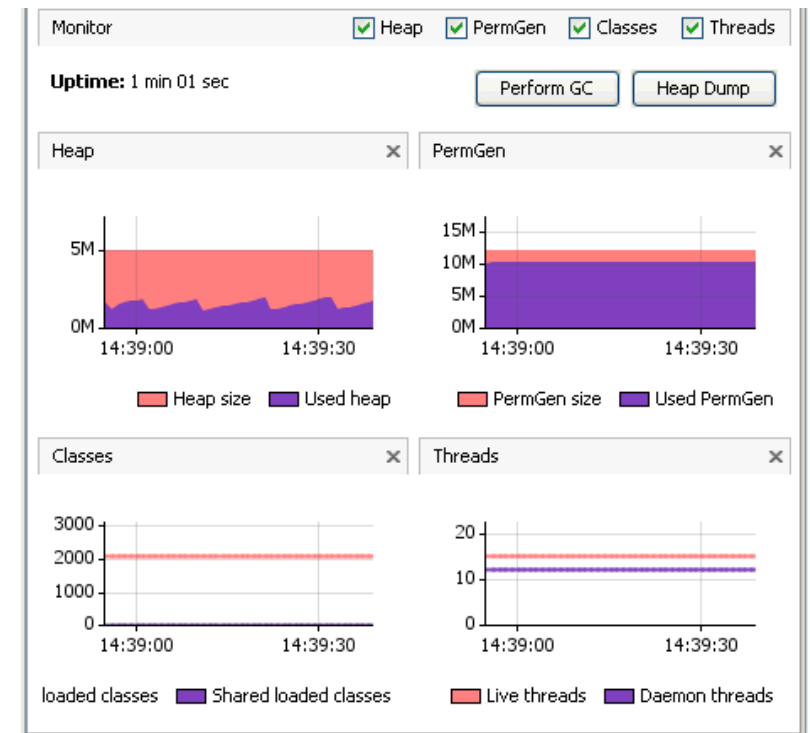 Monitor Heap PermGen Classes Threads
Uptime: 1 min 01 sec Perform GC Heap Dump
Heap
5M
0M
14:39:00 14:39:30
Heap size Used heap
PermGen
15M
10M
5M
0M
14:39:00 14:39:30
PermGen size Used PermGen
Classes
3000
2000
1000
0
14:39:00 14:39:30
loaded classes Shared loaded classes
Threads
20
10
0
14:39:00 14:39:30
Live threads Daemon threads